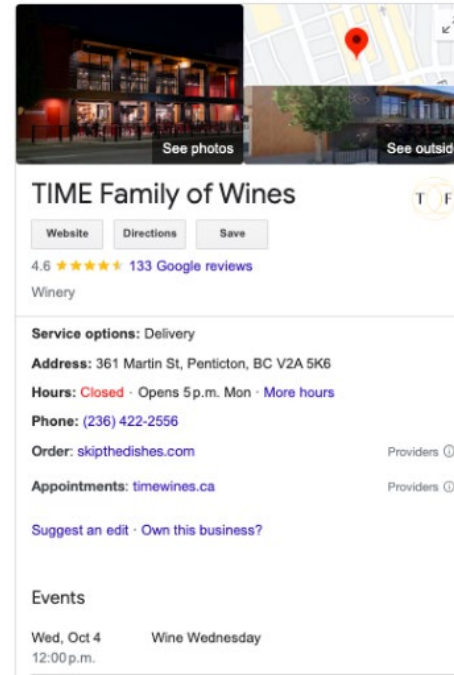 See photos
See outside
TIME Family of Wines
T F
Website Directions Save
4.6 133 Google reviews
Winery
Service options: Delivery
Address: 361 Martin St, Penticton, BC V2A 5K6
Hours: Closed · Opens 5 p.m. Mon · More hours
Phone: (236) 422-2556
Order: skipthedishes.com Providers
Appointments: timewines.ca Providers
Suggest an edit · Own this business?
Events
Wed, Oct 4 Wine Wednesday
12:00 p.m.